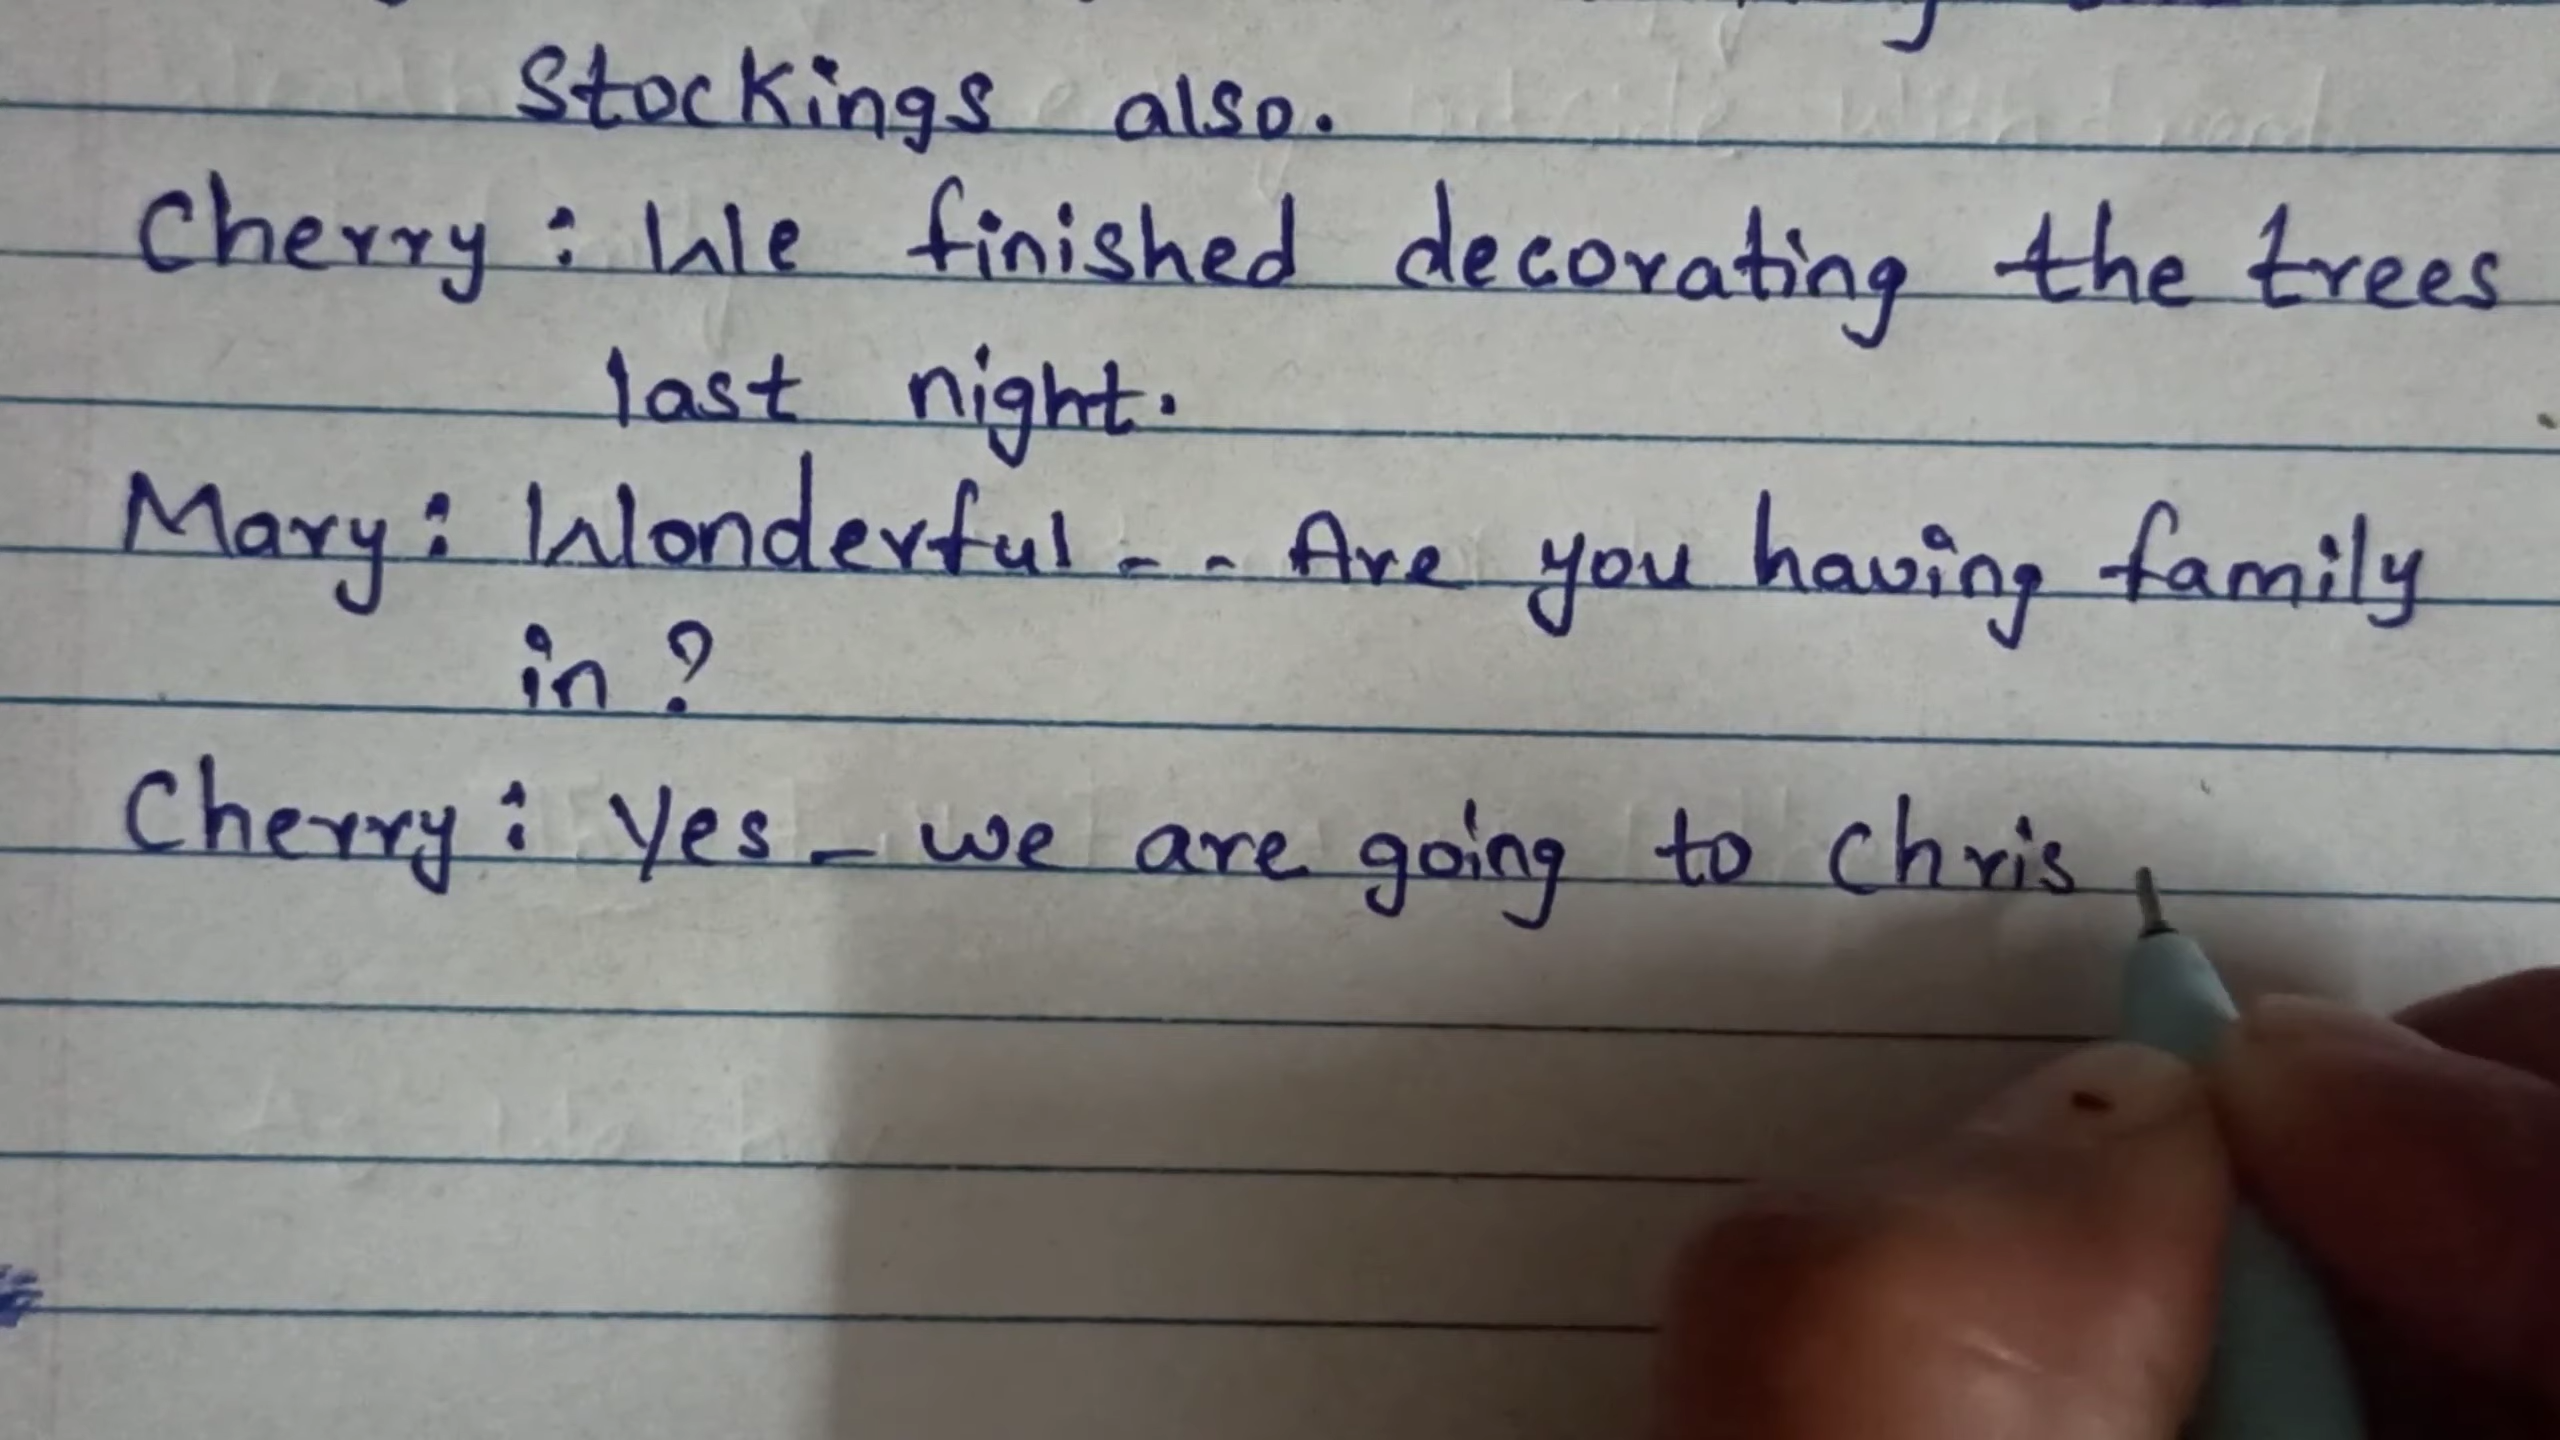 Stockings also.
Cherry : We finished decorating the trees
last night.
Mary : Wonderful - - Are you having family
in ?
Cherry : Yes - we are going to Chris